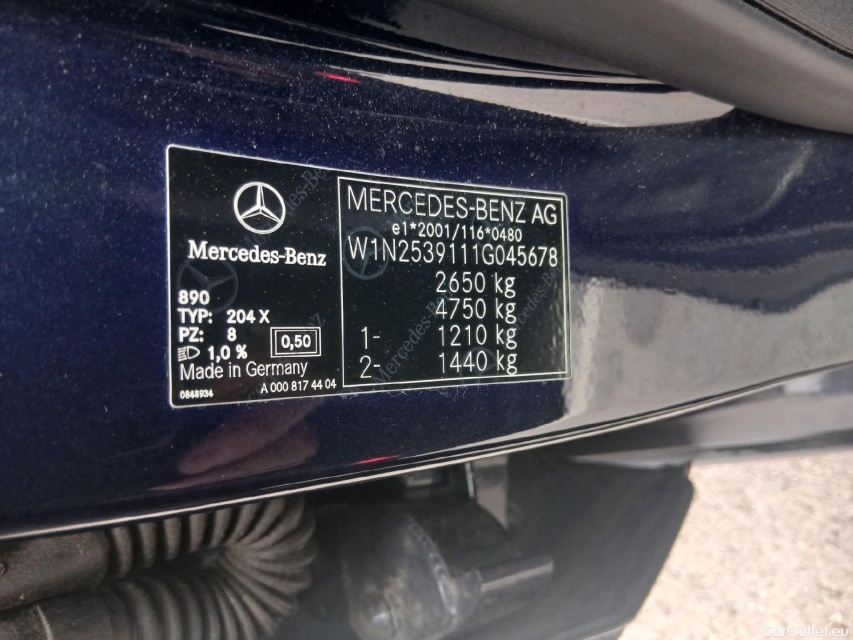 Mercedes-Benz
890
TYP: 204 X
PZ: 8
0,50
1,0 %
Made in Germany
0848934
A 000 817 44 04
MERCEDES-BENZ AG
e1*2001/116*0480
W1N2539111G045678
2650 kg
4750 kg
1- 1210 kg
2- 1440 kg
CarOutlet.eu